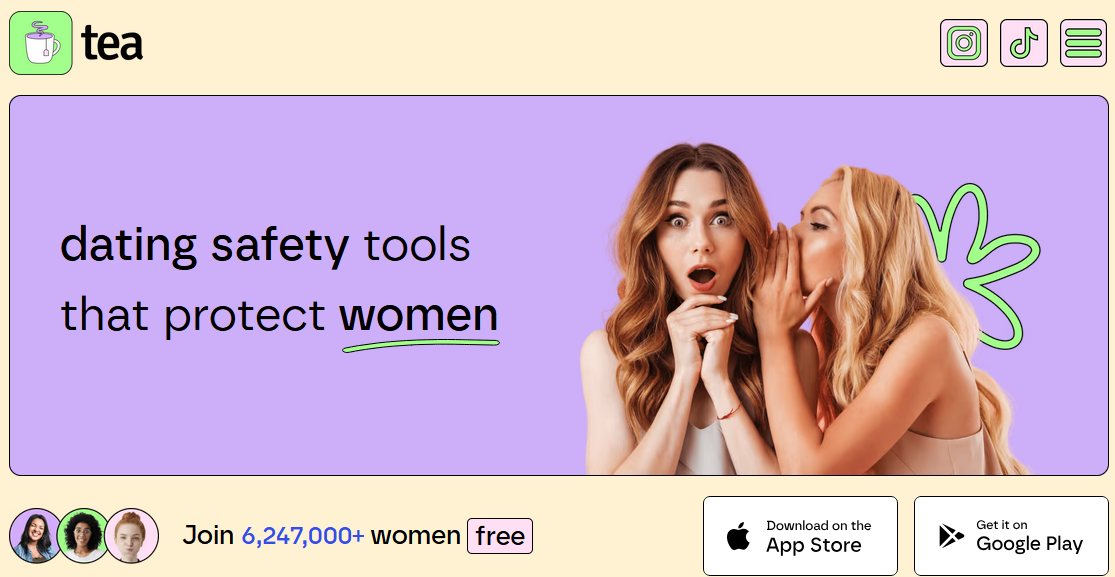 tea
dating safety tools
that protect women
Join 6,247,000+ women free
Download on the
App Store
Get it on
Google Play